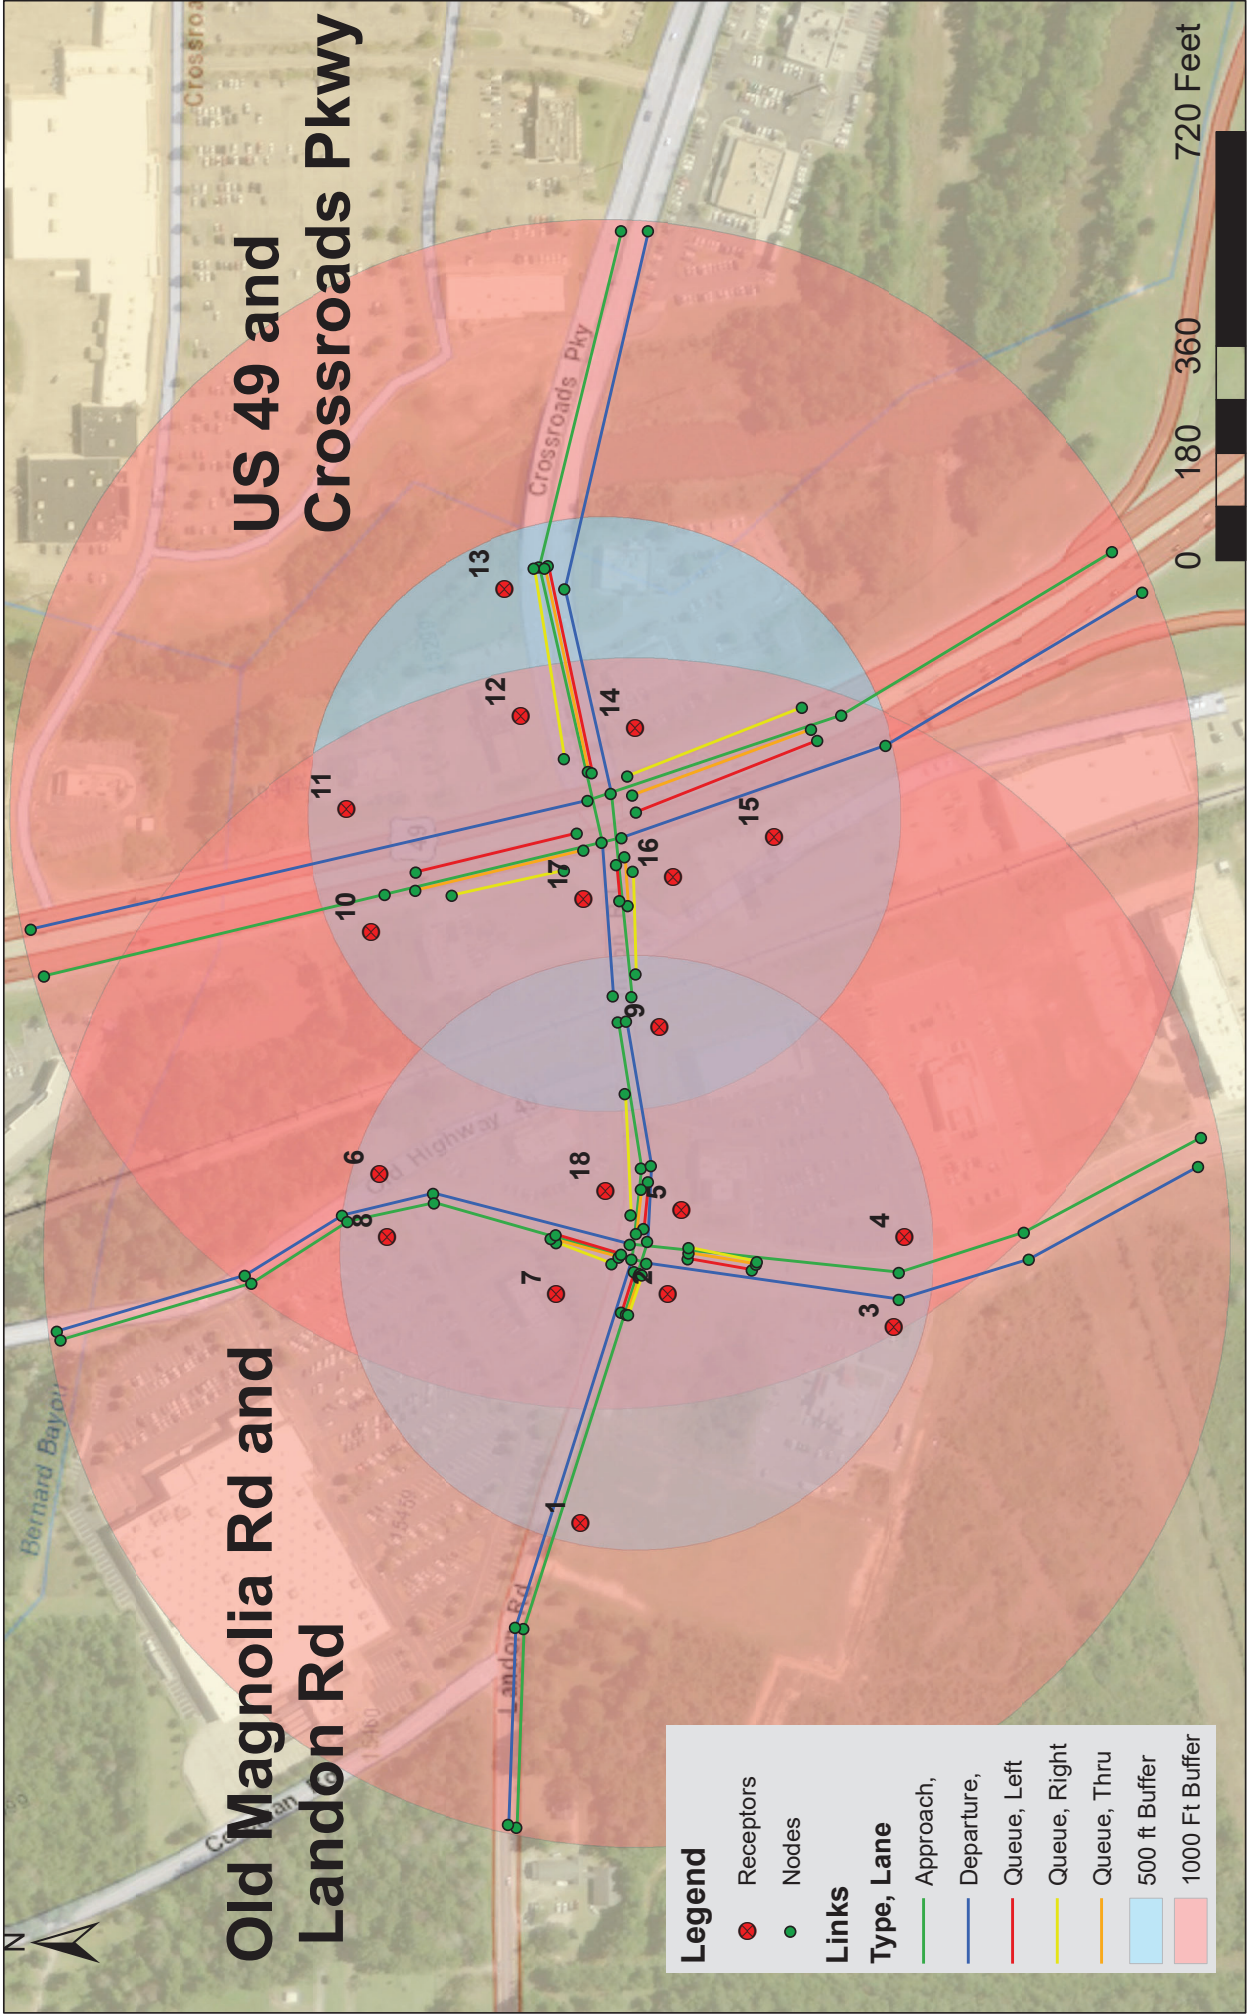 Old Magnolia Rd and
Landon Rd
US 49 and
Crossroads Pkwy
N
Bernard Bayou
Landon Rd
Old Highway 49
Crossroads Pky
49
15459
15460
1
2
3
4
5
6
7
8
9
10
11
12
13
14
15
16
17
18
Legend
Receptors
Nodes
Links
Type, Lane
Approach,
Departure,
Queue, Left
Queue, Right
Queue, Thru
500 ft Buffer
1000 Ft Buffer
0 180 360 720 Feet